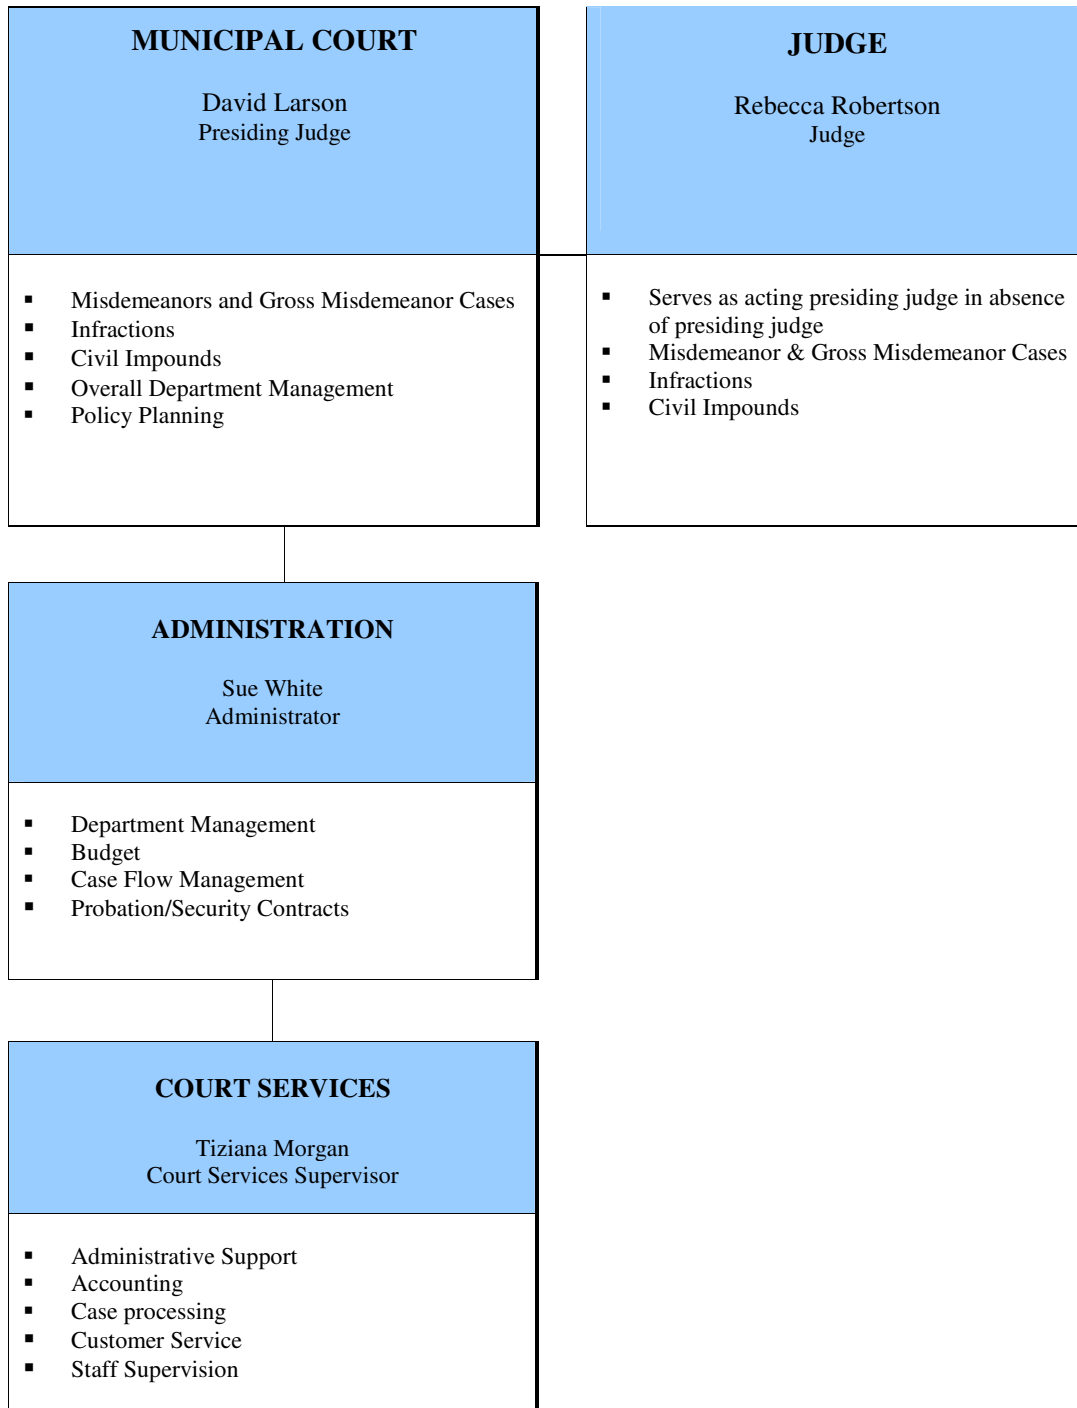 MUNICIPAL COURT
David Larson
Presiding Judge
▪ Misdemeanors and Gross Misdemeanor Cases
▪ Infractions
▪ Civil Impounds
▪ Overall Department Management
▪ Policy Planning
JUDGE
Rebecca Robertson
Judge
▪ Serves as acting presiding judge in absence
of presiding judge
▪ Misdemeanor & Gross Misdemeanor Cases
▪ Infractions
▪ Civil Impounds
ADMINISTRATION
Sue White
Administrator
▪ Department Management
▪ Budget
▪ Case Flow Management
▪ Probation/Security Contracts
COURT SERVICES
Tiziana Morgan
Court Services Supervisor
▪ Administrative Support
▪ Accounting
▪ Case processing
▪ Customer Service
▪ Staff Supervision